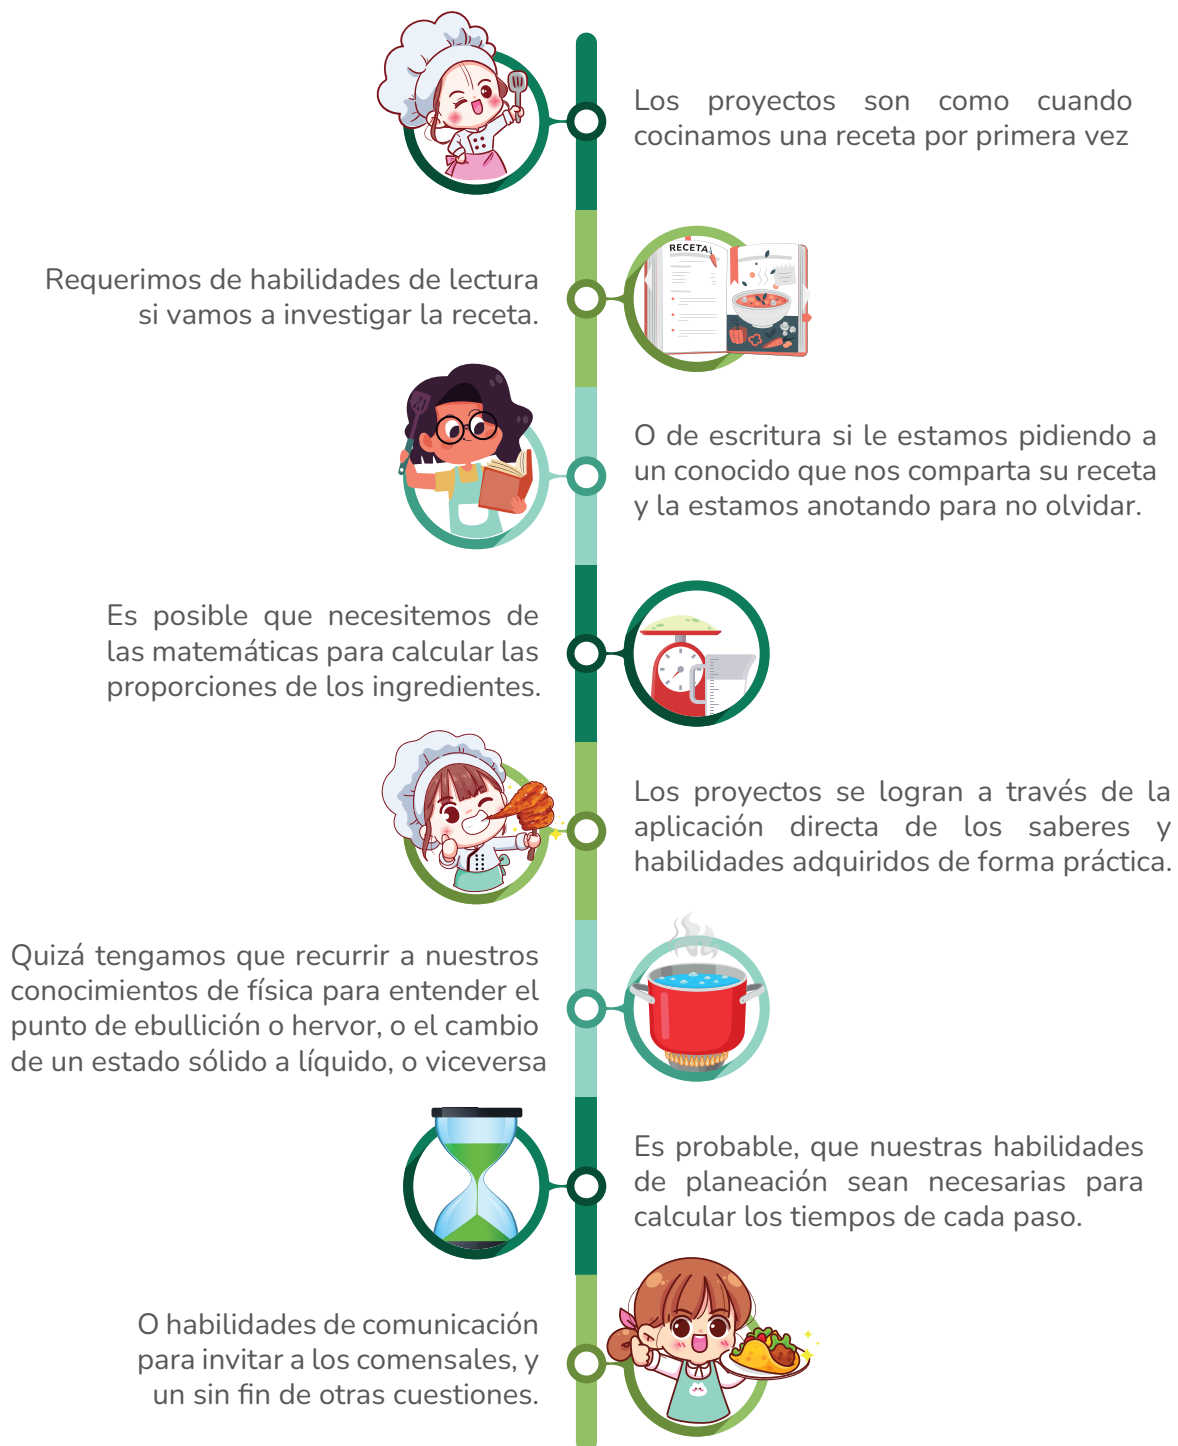 Los proyectos son como cuando
cocinamos una receta por primera vez
RECETA
Requerimos de habilidades de lectura
si vamos a investigar la receta.
O de escritura si le estamos pidiendo a
un conocido que nos comparta su receta
y la estamos anotando para no olvidar.
Es posible que necesitemos de
las matemáticas para calcular las
proporciones de los ingredientes.
Los proyectos se logran a través de la
aplicación directa de los saberes y
habilidades adquiridos de forma práctica.
Quizá tengamos que recurrir a nuestros
conocimientos de física para entender el
punto de ebullición o hervor, o el cambio
de un estado sólido a líquido, o viceversa
Es probable, que nuestras habilidades
de planeación sean necesarias para
calcular los tiempos de cada paso.
O habilidades de comunicación
para invitar a los comensales, y
un sin fin de otras cuestiones.